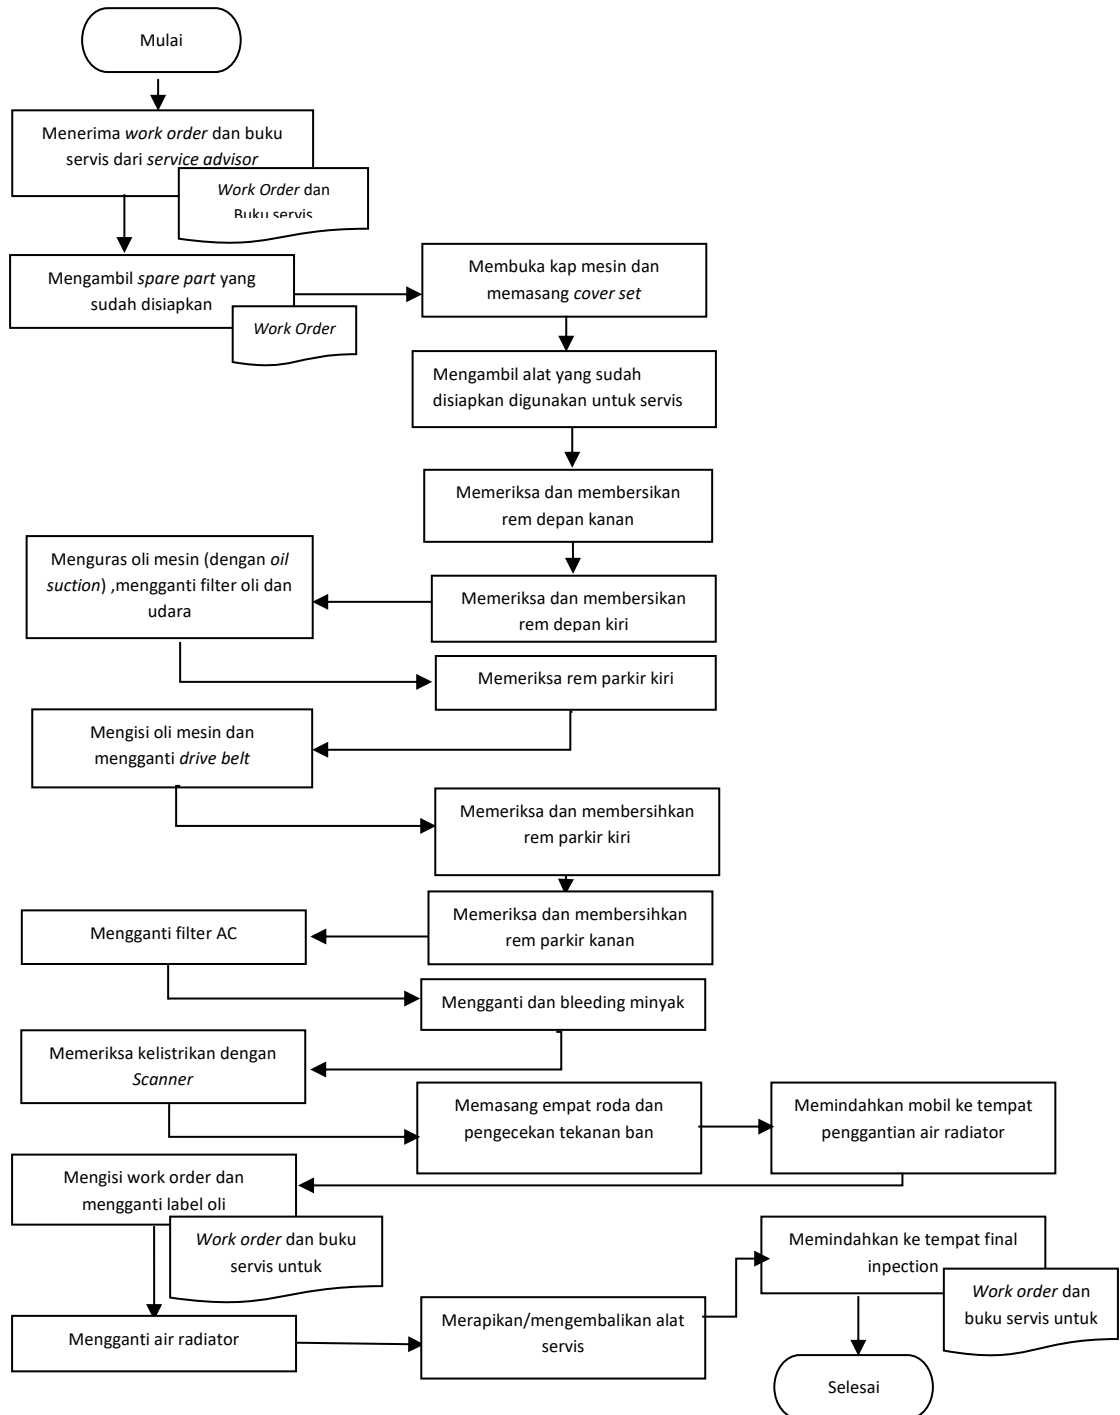 Mulai
Menerima work order dan buku
servis dari service advisor
Work Order dan
Buku servis
Mengambil spare part yang
sudah disiapkan
Work Order
Membuka kap mesin dan
memasang cover set
Mengambil alat yang sudah
disiapkan digunakan untuk servis
Memeriksa dan membersikan
rem depan kanan
Memeriksa dan membersikan
rem depan kiri
Menguras oli mesin (dengan oil
suction) ,mengganti filter oli dan
udara
Memeriksa rem parkir kiri
Mengisi oli mesin dan
mengganti drive belt
Memeriksa dan membersihkan
rem parkir kiri
Memeriksa dan membersihkan
rem parkir kanan
Mengganti filter AC
Mengganti dan bleeding minyak
Memeriksa kelistrikan dengan
Scanner
Memasang empat roda dan
pengecekan tekanan ban
Memindahkan mobil ke tempat
penggantian air radiator
Mengisi work order dan
mengganti label oli
Work order dan buku
servis untuk
Mengganti air radiator
Merapikan/mengembalikan alat
servis
Memindahkan ke tempat final
inpection
Work order dan
buku servis untuk
Selesai